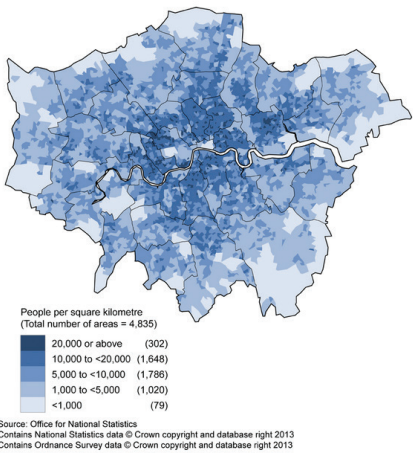 People per square kilometre
(Total number of areas = 4,835)
20,000 or above (302)
10,000 to <20,000 (1,648)
5,000 to <10,000 (1,786)
1,000 to <5,000 (1,020)
<1,000 (79)
Source: Office for National Statistics
Contains National Statistics data © Crown copyright and database right 2013
Contains Ordnance Survey data © Crown copyright and database right 2013